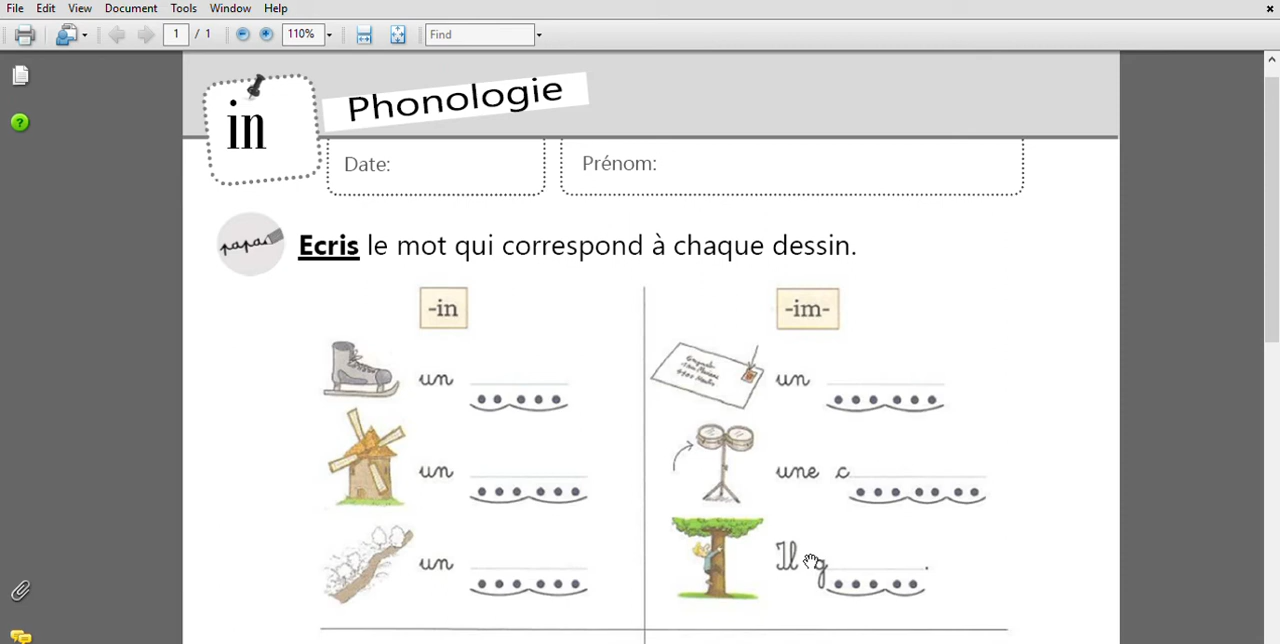 File Edit View Document Tools Window Help
1 / 1 110% Find
in Phonologie
Date: Prénom:
papa Ecris le mot qui correspond à chaque dessin.
-in -im-
un un
un une c
un Il g .